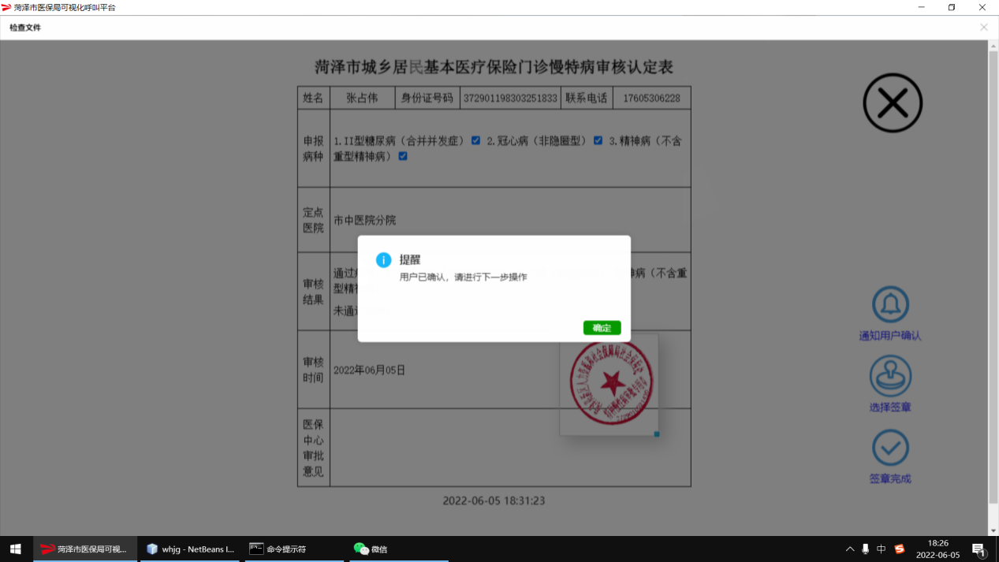 菏泽市医保局可视化呼叫平台
检查文件
菏泽市城乡居民基本医疗保险门诊慢特病审核认定表
姓名 张占伟 身份证号码 372901198303251833 联系电话 17605306228
申报病种
1.II型糖尿病（合并并发症） 2.冠心病（非隐匿型） 3.精神病（不含
重型精神病）
定点医院
市中医院分院
审核结果
通过 神病（不含重
型精
未通
提醒
用户已确认，请进行下一步操作
确定
通知用户确认
选择签章
签章完成
审核时间
2022年06月05日
医保中心审批意见
2022-06-05 18:31:23
菏泽市医保局可视... whjg - NetBeans I... 命令提示符 微信
中
18:26
2022-06-05
1